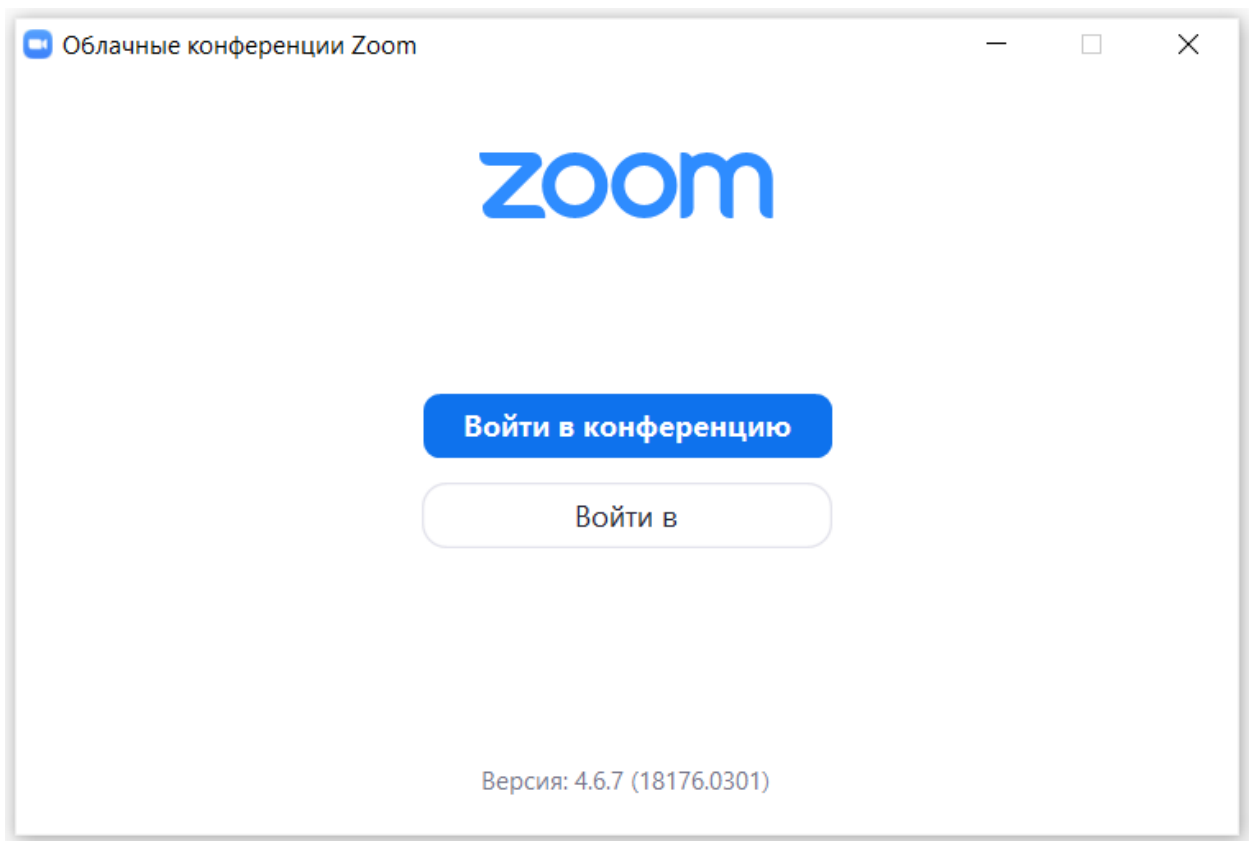 Облачные конференции Zoom
zoom
Войти в конференцию
Войти в
Версия: 4.6.7 (18176.0301)